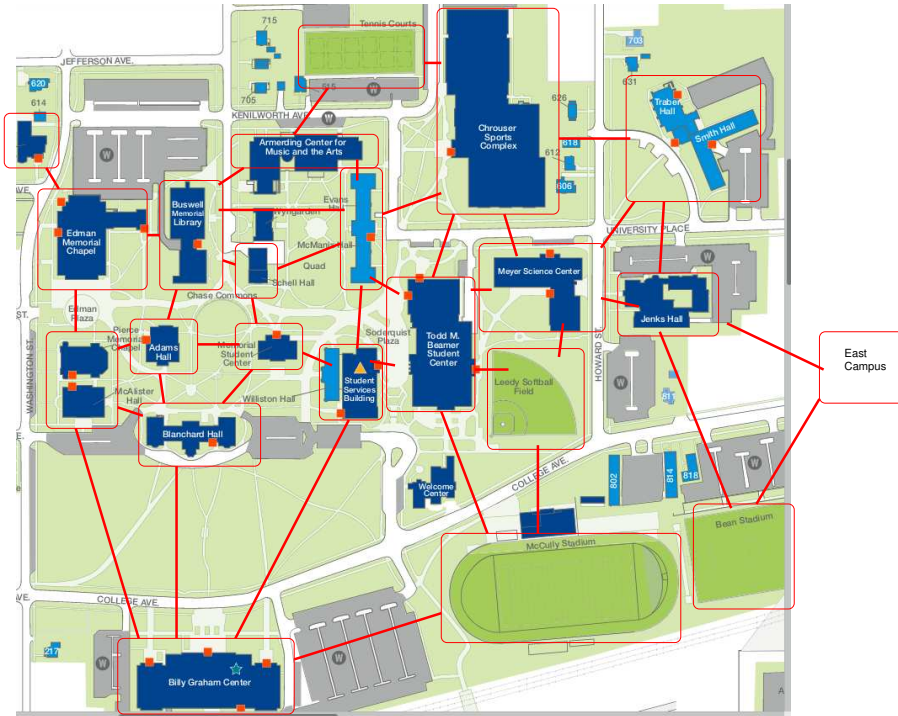 715
Tennis Courts
703
JEFFERSON AVE.
620
631
705
515
W
614
626
Traber
Hall
KENILWORTH AVE
W
Smith Hall
Chrouser
Sports
Complex
618
Armerding Center for
Music and the Arts
W
612
606
AVE.
Buswell
Memorial
Library
Evans
Hall
Wyngarden
Edman
Memorial
Chapel
UNIVERSITY PLACE
McManis Hall
W
Quad
Meyer Science Center
Schell Hall
Chase Commons
Edman
Plaza
ST.
Jenks Hall
Pierce
Memorial
Chapel
Soderquist
Plaza
Todd M.
Beamer
Student
Center
Adams
Hall
Memorial
Student
Center
HOWARD ST.
East
Campus
WASHINGTON ST.
Student
Services
Building
W
Leedy Softball
Field
McAlister
Hall
Williston Hall
811
Blanchard Hall
E.
W
COLLEGE AVE.
802
814
818
Welcome
Center
Bean Stadium
McCully Stadium
VE.
COLLEGE AVE.
217
W
W
Billy Graham Center
A